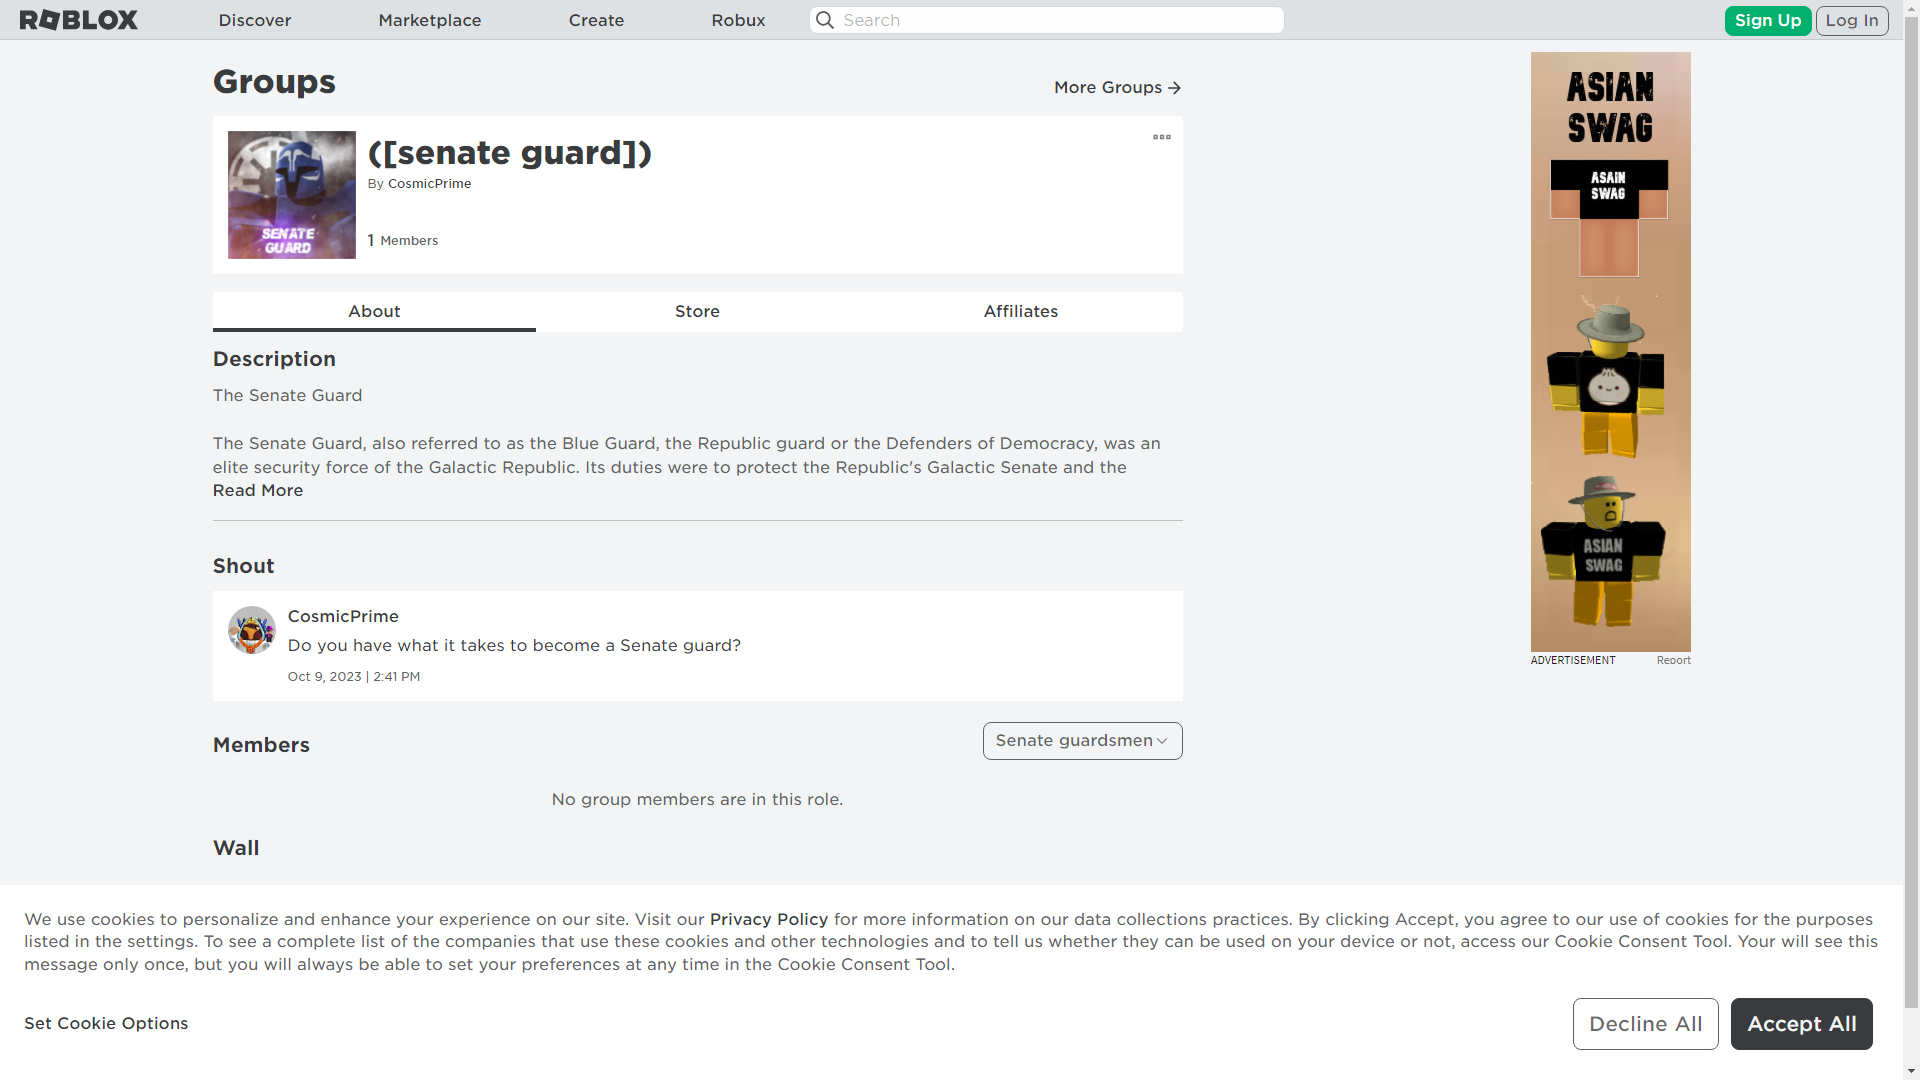 ROBLOX
Discover
Marketplace
Create
Robux
Search
Sign Up
Log In
Groups
More Groups
([senate guard])
By CosmicPrime
1 Members
SENATE
GUARD
About
Store
Affiliates
Description
The Senate Guard
The Senate Guard, also referred to as the Blue Guard, the Republic guard or the Defenders of Democracy, was an
elite security force of the Galactic Republic. Its duties were to protect the Republic's Galactic Senate and the
Read More
Shout
CosmicPrime
Do you have what it takes to become a Senate guard?
Oct 9, 2023 | 2:41 PM
Members
Senate guardsmen
No group members are in this role.
Wall
ASIAN
SWAG
ASAIN
SWAG
ASIAN
SWAG
ADVERTISEMENT
Report
We use cookies to personalize and enhance your experience on our site. Visit our Privacy Policy for more information on our data collections practices. By clicking Accept, you agree to our use of cookies for the purposes
listed in the settings. To see a complete list of the companies that use these cookies and other technologies and to tell us whether they can be used on your device or not, access our Cookie Consent Tool. Your will see this
message only once, but you will always be able to set your preferences at any time in the Cookie Consent Tool.
Set Cookie Options
Decline All
Accept All